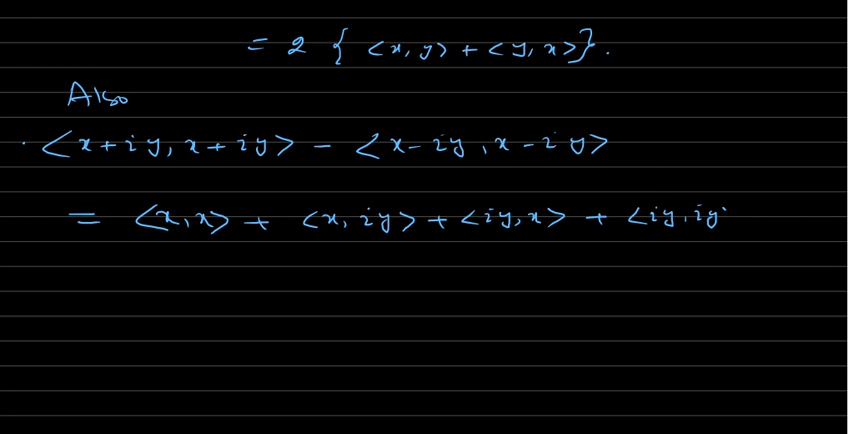 = 2 { <x, y> + <y, x> }.
Also
<x + iy, x + iy> - <x - iy, x - iy>
= <x, x> + <x, iy> + <iy, x> + <iy, iy